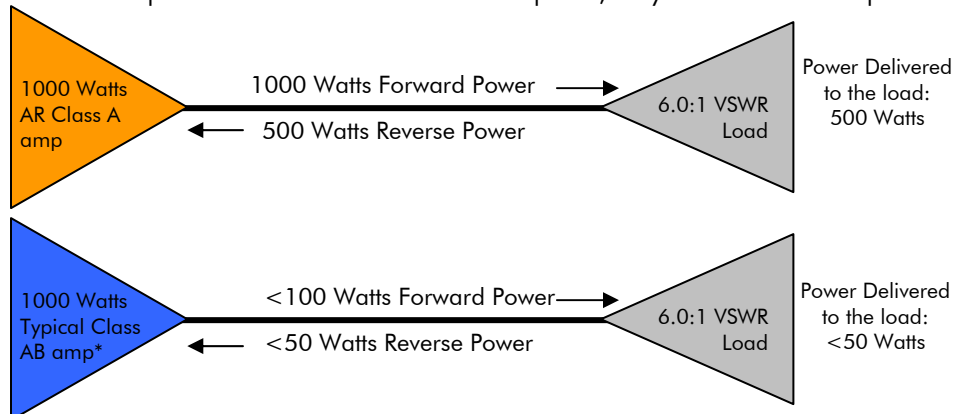 1000 Watts
AR Class A
amp
1000 Watts Forward Power
500 Watts Reverse Power
6.0:1 VSWR
Load
Power Delivered
to the load:
500 Watts
1000 Watts
Typical Class
AB amp*
<100 Watts Forward Power
<50 Watts Reverse Power
6.0:1 VSWR
Load
Power Delivered
to the load:
<50 Watts